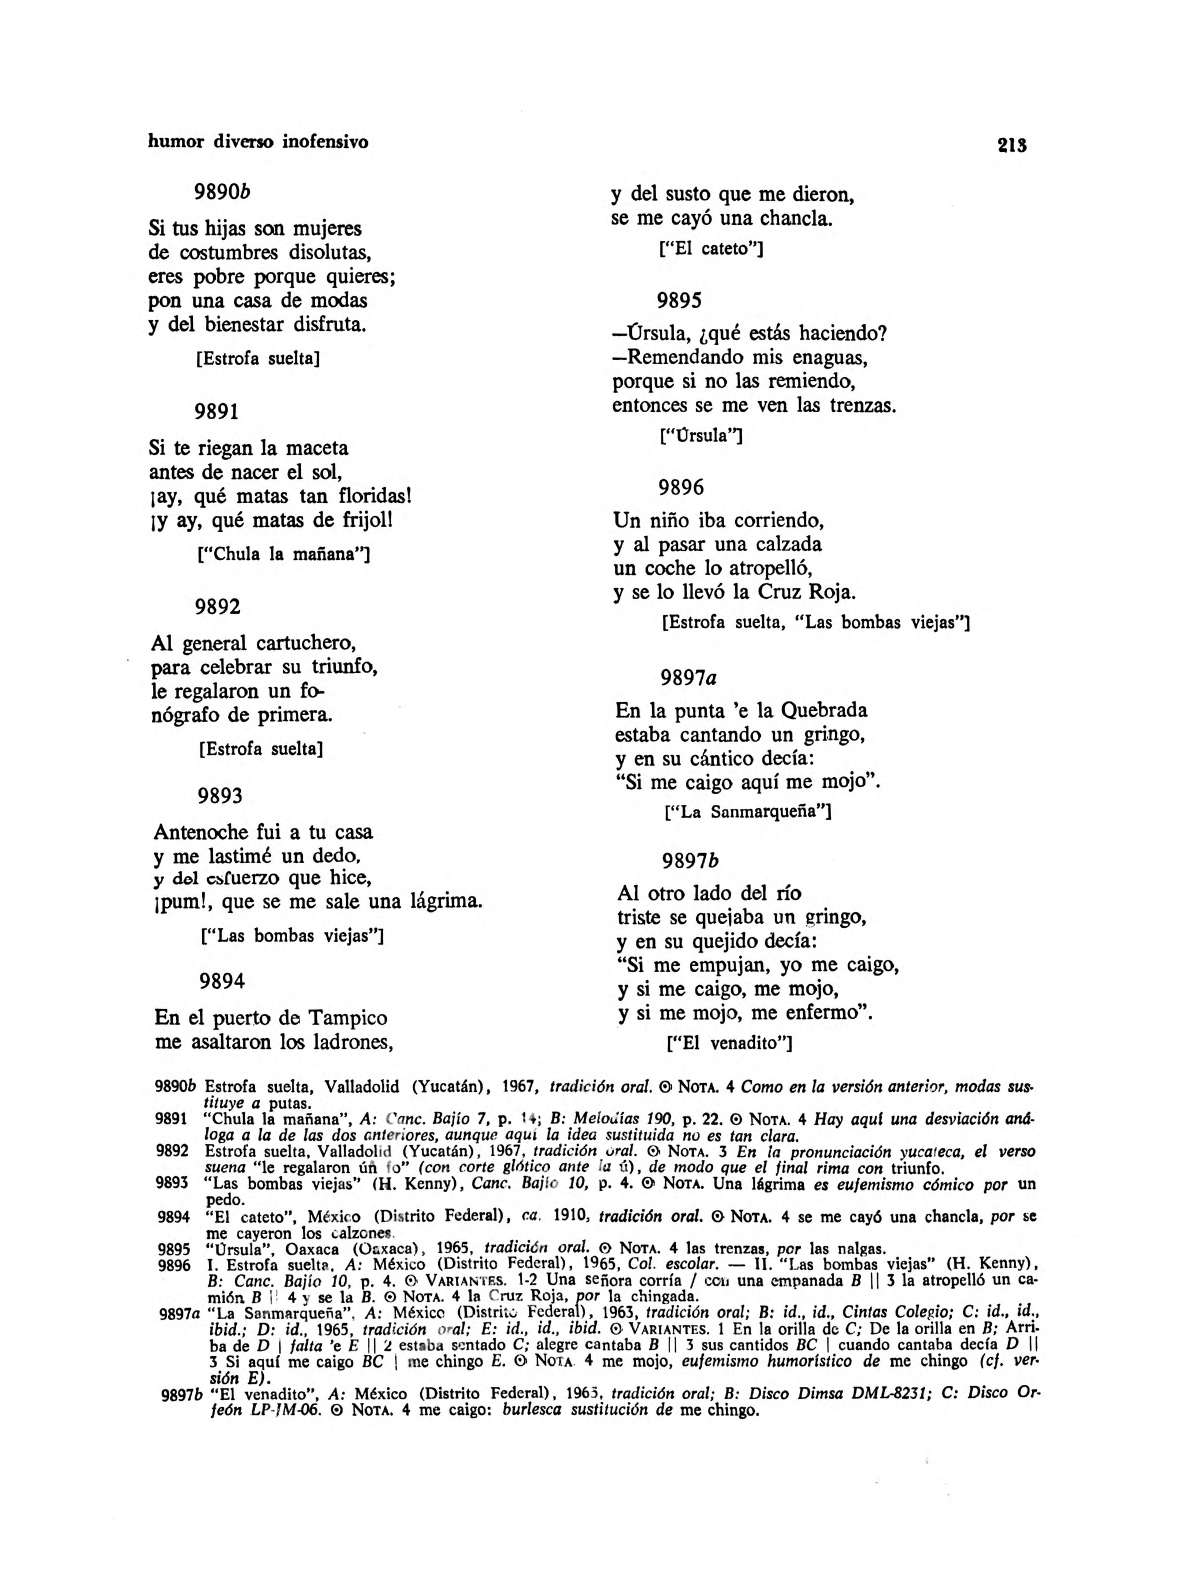 humor diverso inofensivo
213
9890b
Si tus hijas son mujeres
de costumbres disolutas,
eres pobre porque quieres;
pon una casa de modas
y del bienestar disfruta.
[Estrofa suelta]
9891
Si te riegan la maceta
antes de nacer el sol,
¡ay, qué matas tan floridas!
¡y ay, qué matas de frijol!
["Chula la mañana"]
9892
Al general cartuchero,
para celebrar su triunfo,
le regalaron un fo-
nógrafo de primera.
[Estrofa suelta]
9893
Antenoche fui a tu casa
y me lastimé un dedo,
y del esfuerzo que hice,
¡pum!, que se me sale una lágrima.
["Las bombas viejas"]
9894
En el puerto de Tampico
me asaltaron los ladrones,
y del susto que me dieron,
se me cayó una chancla.
["El cateto"]
9895
—Úrsula, ¿qué estás haciendo?
—Remendando mis enaguas,
porque si no las remiendo,
entonces se me ven las trenzas.
["Úrsula"]
9896
Un niño iba corriendo,
y al pasar una calzada
un coche lo atropelló,
y se lo llevó la Cruz Roja.
[Estrofa suelta, "Las bombas viejas"]
9897a
En la punta 'e la Quebrada
estaba cantando un gringo,
y en su cántico decía:
"Si me caigo aquí me mojo".
["La Sanmarqueña"]
9897b
Al otro lado del río
triste se quejaba un gringo,
y en su quejido decía:
"Si me empujan, yo me caigo,
y si me caigo, me mojo,
y si me mojo, me enfermo".
["El venadito"]
9890b Estrofa suelta, Valladolid (Yucatán), 1967, tradición oral. ⊙ NOTA. 4 Como en la versión anterior, modas sus-
tituye a putas.
9891 "Chula la mañana", A: Canc. Bajío 7, p. 14; B: Melodías 190, p. 22. ⊙ NOTA. 4 Hay aquí una desviación aná-
loga a la de las dos anteriores, aunque aquí la idea sustituida no es tan clara.
9892 Estrofa suelta, Valladolid (Yucatán), 1967, tradición oral. ⊙ NOTA. 3 En la pronunciación yucateca, el verso
suena "le regalaron úñ fo" (con corte glótico ante la ú), de modo que el final rima con triunfo.
9893 "Las bombas viejas" (H. Kenny), Canc. Bajío 10, p. 4. ⊙ NOTA. Una lágrima es eufemismo cómico por un
pedo.
9894 "El cateto", México (Distrito Federal), ca. 1910, tradición oral. ⊙ NOTA. 4 se me cayó una chancla, por se
me cayeron los calzones.
9895 "Úrsula", Oaxaca (Oaxaca), 1965, tradición oral. ⊙ NOTA. 4 las trenzas, por las nalgas.
9896 I. Estrofa suelta, A: México (Distrito Federal), 1965, Col. escolar. — II. "Las bombas viejas" (H. Kenny),
B: Canc. Bajío 10, p. 4. ⊙ VARIANTES. 1-2 Una señora corría / con una empanada B || 3 la atropelló un ca-
mión B || 4 y se la B. ⊙ NOTA. 4 la Cruz Roja, por la chingada.
9897a "La Sanmarqueña", A: México (Distrito Federal), 1963, tradición oral; B: id., id., Cintas Colegio; C: id., id.,
ibid.; D: id., 1965, tradición oral; E: id., id., ibid. ⊙ VARIANTES. 1 En la orilla de C; De la orilla en B; Arri-
ba de D | falta 'e E || 2 estaba sentado C; alegre cantaba B || 3 sus cantidos BC | cuando cantaba decía D ||
3 Si aquí me caigo BC | me chingo E. ⊙ NOTA. 4 me mojo, eufemismo humorístico de me chingo (cf. ver-
sión E).
9897b "El venadito", A: México (Distrito Federal), 1963, tradición oral; B: Disco Dimsa DML-8231; C: Disco Or-
feón LP-JM-06. ⊙ NOTA. 4 me caigo: burlesca sustitución de me chingo.